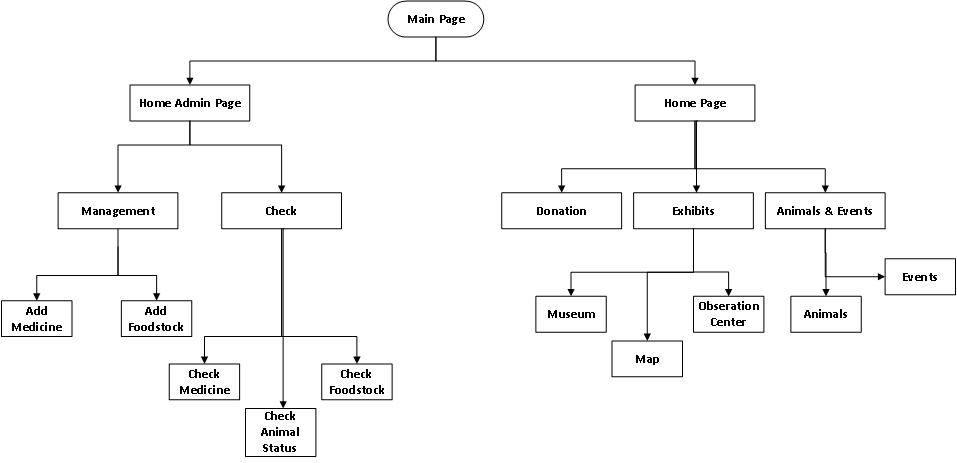 Main Page
Home Admin Page
Home Page
Management
Check
Donation
Exhibits
Animals & Events
Events
Add
Medicine
Add
Foodstock
Museum
Obseration
Center
Animals
Map
Check
Medicine
Check
Foodstock
Check
Animal
Status